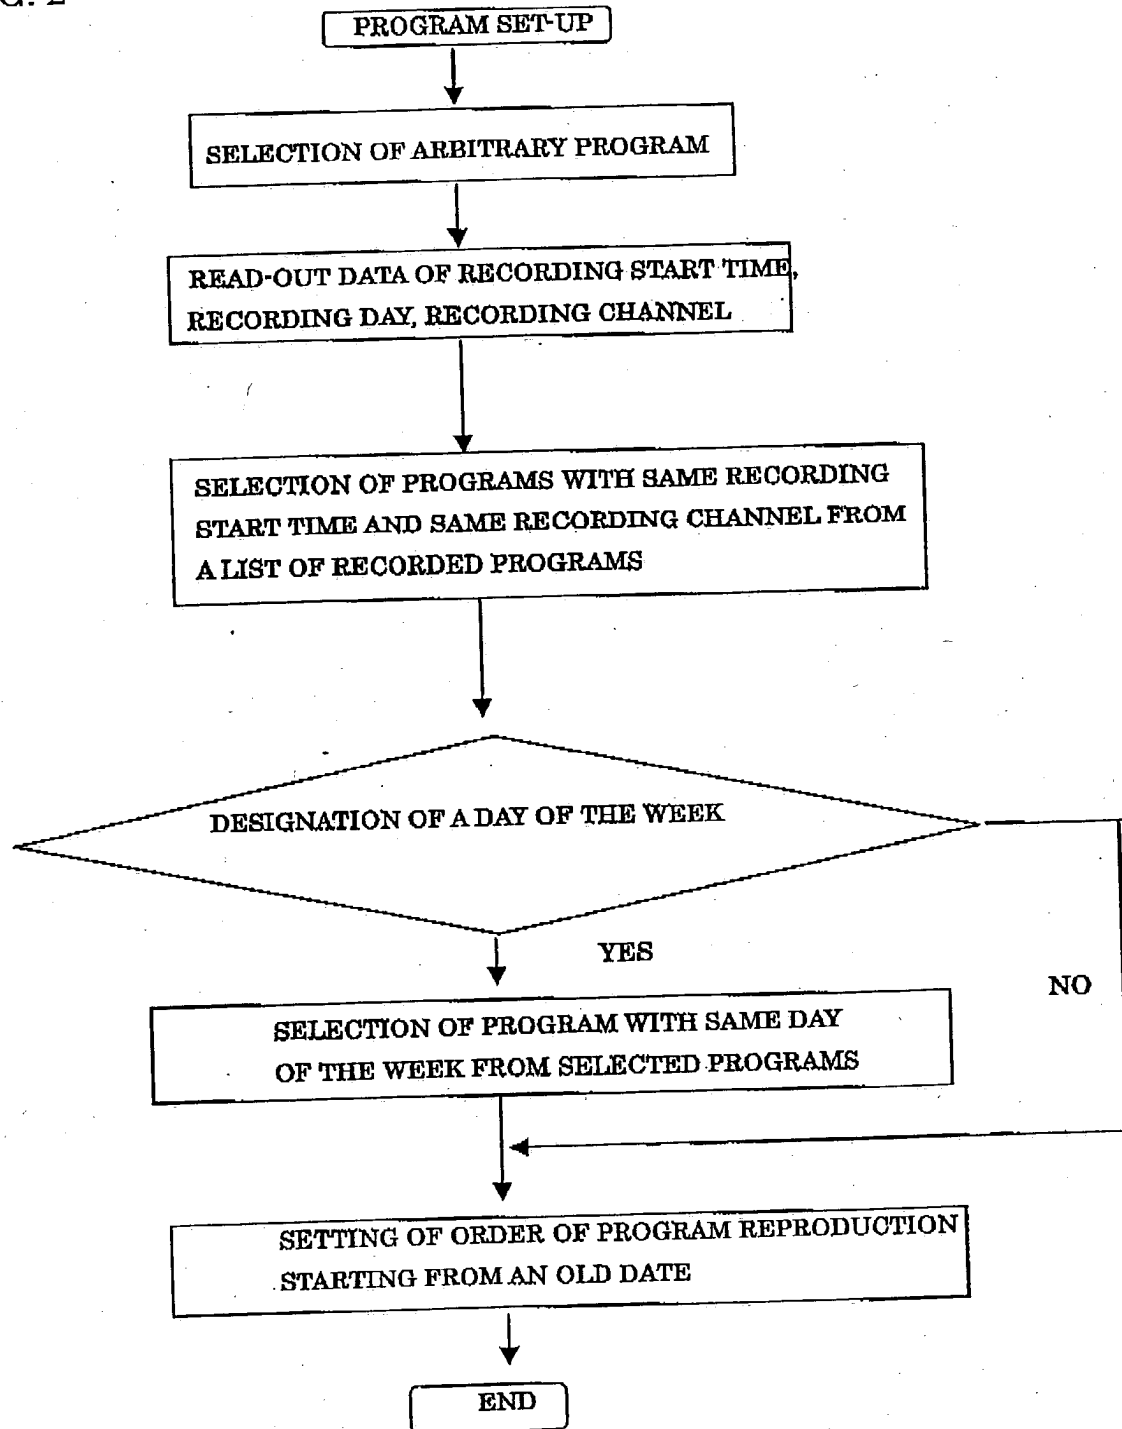 G. 2
PROGRAM SET-UP
SELECTION OF ARBITRARY PROGRAM
READ-OUT DATA OF RECORDING START TIME,
RECORDING DAY, RECORDING CHANNEL
SELECTION OF PROGRAMS WITH SAME RECORDING
START TIME AND SAME RECORDING CHANNEL FROM
A LIST OF RECORDED PROGRAMS
DESIGNATION OF A DAY OF THE WEEK
YES
NO
SELECTION OF PROGRAM WITH SAME DAY
OF THE WEEK FROM SELECTED PROGRAMS
SETTING OF ORDER OF PROGRAM REPRODUCTION
STARTING FROM AN OLD DATE
END